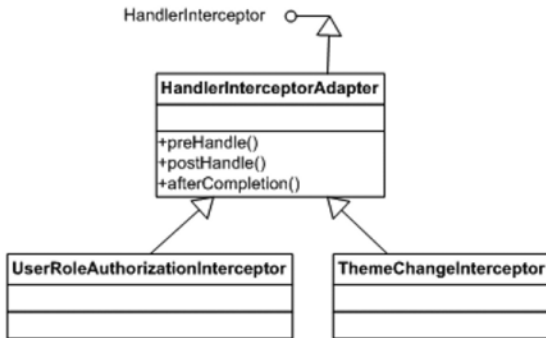 HandlerInterceptor
HandlerInterceptorAdapter
+preHandle()
+postHandle()
+afterCompletion()
UserRoleAuthorizationInterceptor
ThemeChangeInterceptor